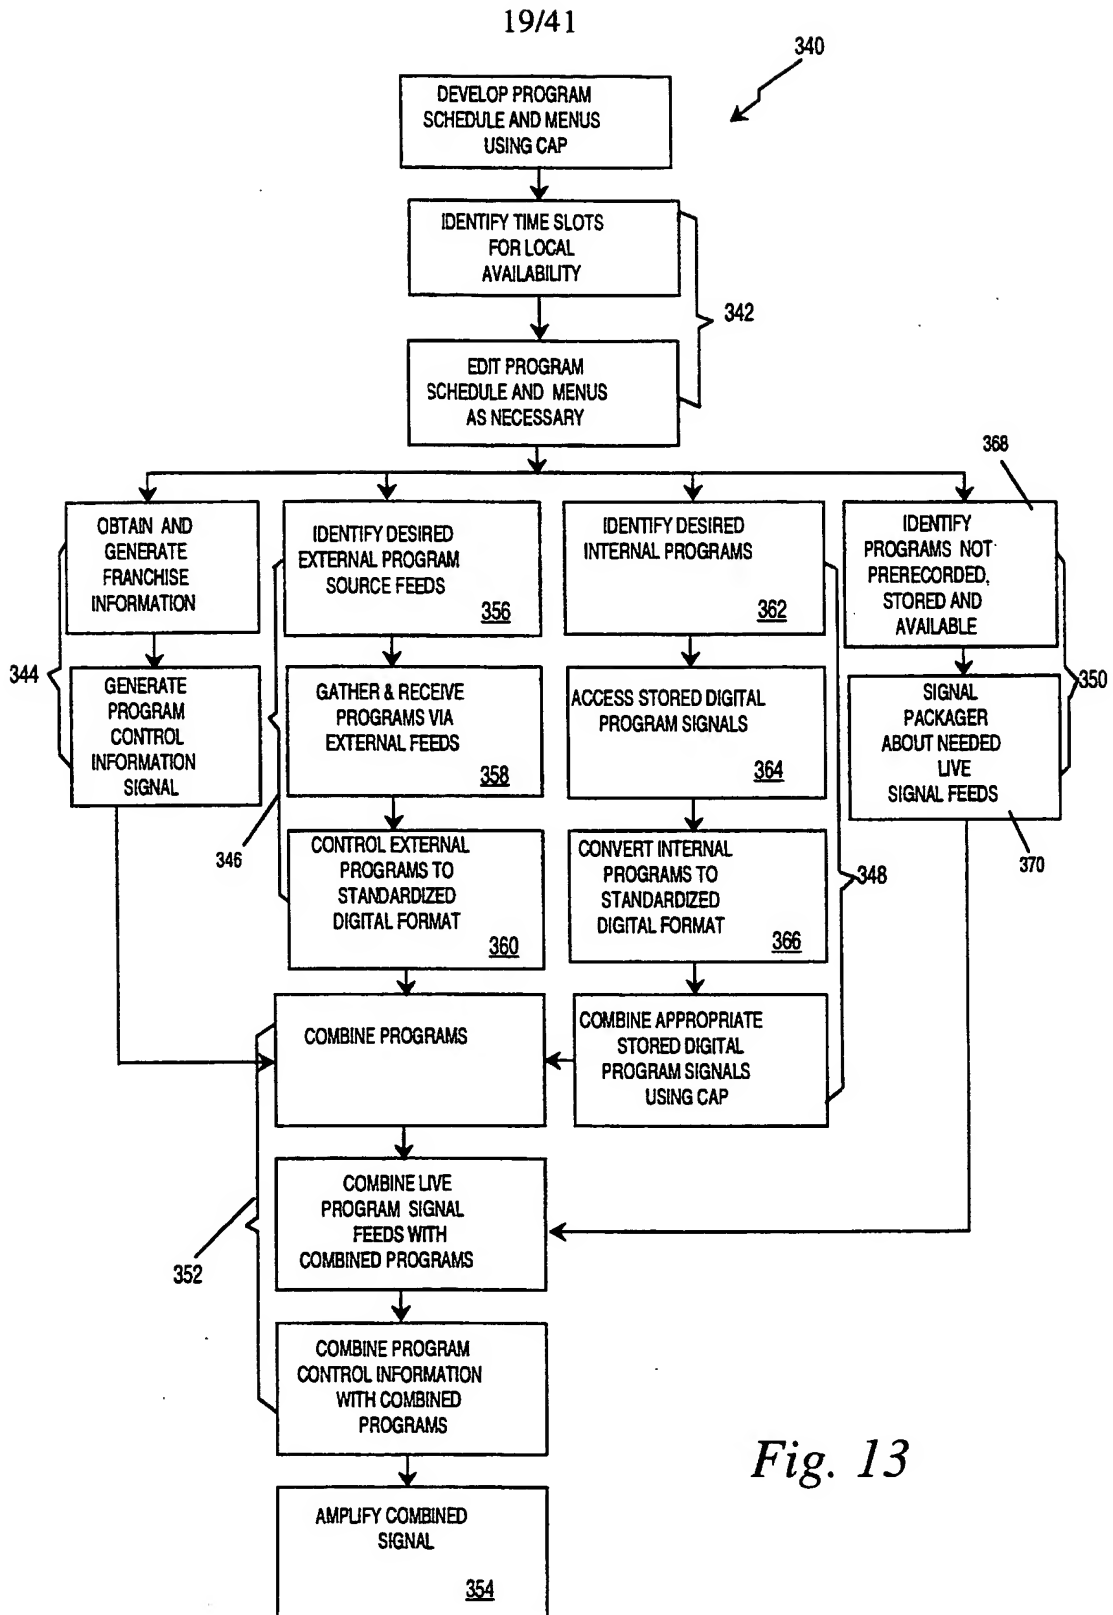 19/41
340
DEVELOP PROGRAM
SCHEDULE AND MENUS
USING CAP
IDENTIFY TIME SLOTS
FOR LOCAL
AVAILABILITY
342
EDIT PROGRAM
SCHEDULE AND MENUS
AS NECESSARY
344
OBTAIN AND
GENERATE
FRANCHISE
INFORMATION
GENERATE
PROGRAM
CONTROL
INFORMATION
SIGNAL
346
IDENTIFY DESIRED
EXTERNAL PROGRAM
SOURCE FEEDS
356
GATHER & RECEIVE
PROGRAMS VIA
EXTERNAL FEEDS
358
CONTROL EXTERNAL
PROGRAMS TO
STANDARDIZED
DIGITAL FORMAT
360
IDENTIFY DESIRED
INTERNAL PROGRAMS
362
ACCESS STORED DIGITAL
PROGRAM SIGNALS
364
CONVERT INTERNAL
PROGRAMS TO
STANDARDIZED
DIGITAL FORMAT
366
COMBINE APPROPRIATE
STORED DIGITAL
PROGRAM SIGNALS
USING CAP
348
368
IDENTIFY
PROGRAMS NOT
PRERECORDED,
STORED AND
AVAILABLE
350
SIGNAL
PACKAGER
ABOUT NEEDED
LIVE
SIGNAL FEEDS
370
COMBINE PROGRAMS
COMBINE LIVE
PROGRAM SIGNAL
FEEDS WITH
COMBINED PROGRAMS
352
COMBINE PROGRAM
CONTROL INFORMATION
WITH COMBINED
PROGRAMS
AMPLIFY COMBINED
SIGNAL
354
Fig. 13